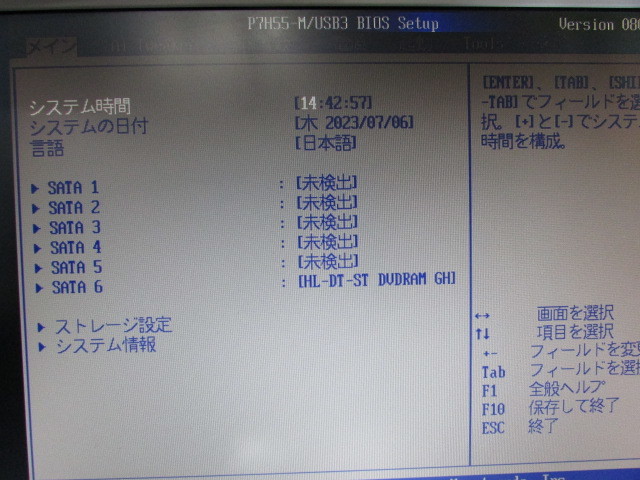 P7H55-M/USB3 BIOS Setup
Version 080
メイン
Tools
システム時間 [14:42:57]
システムの日付 [木 2023/07/06]
言語 [日本語]
SATA 1 : [未検出]
SATA 2 : [未検出]
SATA 3 : [未検出]
SATA 4 : [未検出]
SATA 5 : [未検出]
SATA 6 : [HL-DT-ST DVDRAM GH]
ストレージ設定
システム情報
[ENTER]、[TAB]、[SHI
-TAB]でフィールドを選
択。[+]と[-]でシステ
時間を構成。
↔ 画面を選択
↑↓ 項目を選択
+- フィールドを変更
Tab フィールドを選択
F1 全般ヘルプ
F10 保存して終了
ESC 終了